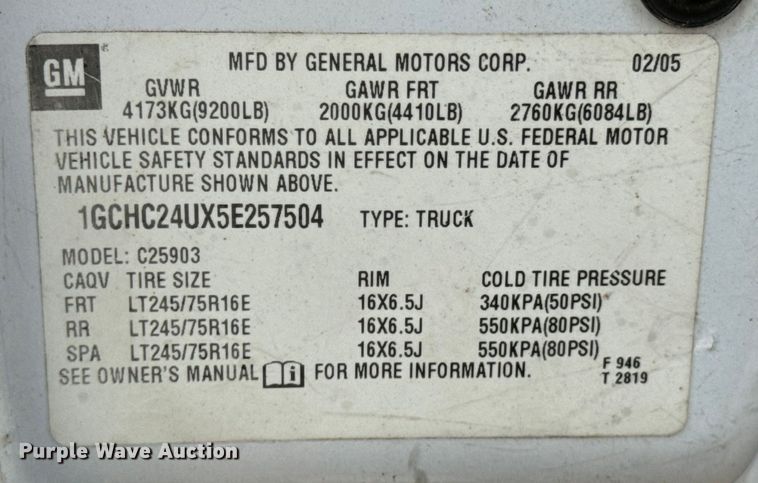 GM
MFD BY GENERAL MOTORS CORP. 02/05
GVWR GAWR FRT GAWR RR
4173KG(9200LB) 2000KG(4410LB) 2760KG(6084LB)
THIS VEHICLE CONFORMS TO ALL APPLICABLE U.S. FEDERAL MOTOR
VEHICLE SAFETY STANDARDS IN EFFECT ON THE DATE OF
MANUFACTURE SHOWN ABOVE.
1GCHC24UX5E257504 TYPE: TRUCK
MODEL: C25903
CAQV TIRE SIZE RIM COLD TIRE PRESSURE
FRT LT245/75R16E 16X6.5J 340KPA(50PSI)
RR LT245/75R16E 16X6.5J 550KPA(80PSI)
SPA LT245/75R16E 16X6.5J 550KPA(80PSI)
SEE OWNER'S MANUAL i FOR MORE INFORMATION.
F 946
T 2819
Purple Wave Auction